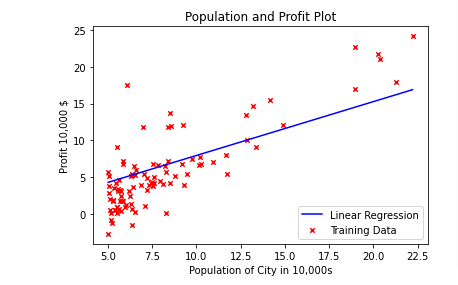 Population and Profit Plot
25
20
15
10
5
0
Profit 10,000 $
Linear Regression
Training Data
5.0 7.5 10.0 12.5 15.0 17.5 20.0 22.5
Population of City in 10,000s